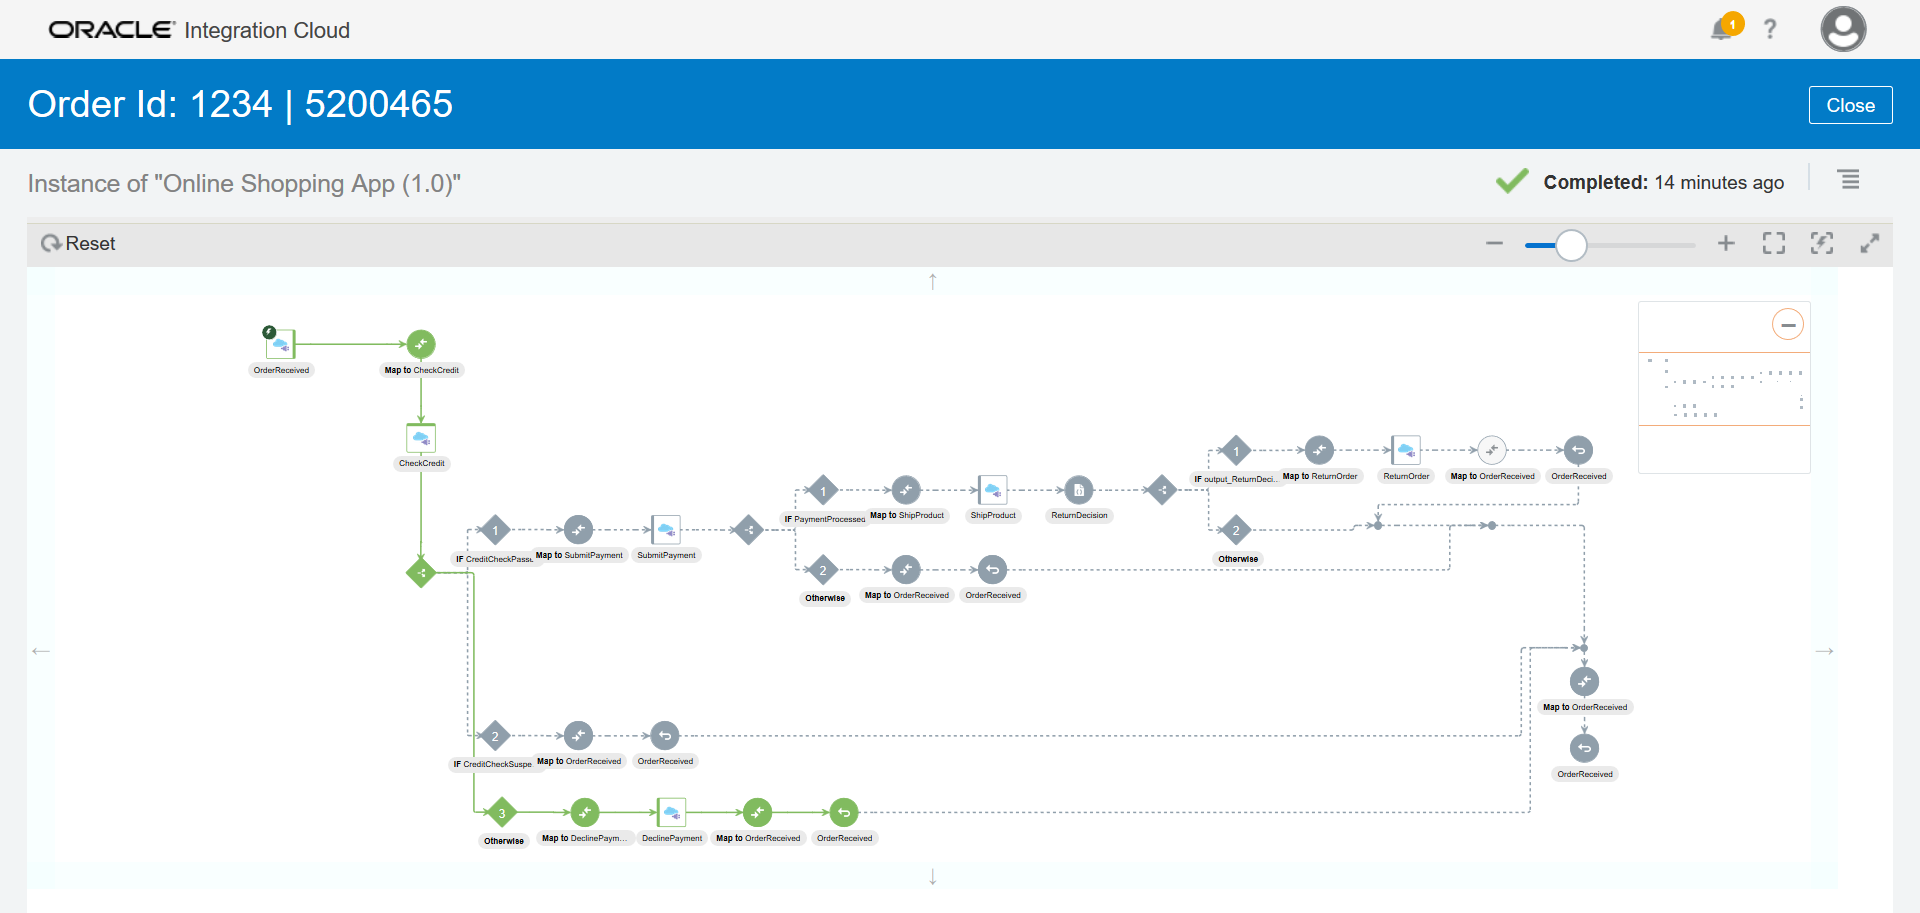 ORACLE Integration Cloud
1
?
Order Id: 1234 | 5200465
Close
Instance of "Online Shopping App (1.0)"
Completed: 14 minutes ago
Reset
OrderReceived
Map to CheckCredit
CheckCredit
1
IF output_ReturnDeci...
Map to ReturnOrder
ReturnOrder
Map to OrderReceived
OrderReceived
1
IF PaymentProcessed
Map to ShipProduct
ShipProduct
ReturnDecision
2
Otherwise
1
IF CreditCheckPasse
Map to SubmitPayment
SubmitPayment
2
Otherwise
Map to OrderReceived
OrderReceived
Map to OrderReceived
OrderReceived
2
IF CreditCheckSuspe
Map to OrderReceived
OrderReceived
3
Otherwise
Map to DeclinePaym...
DeclinePayment
Map to OrderReceived
OrderReceived